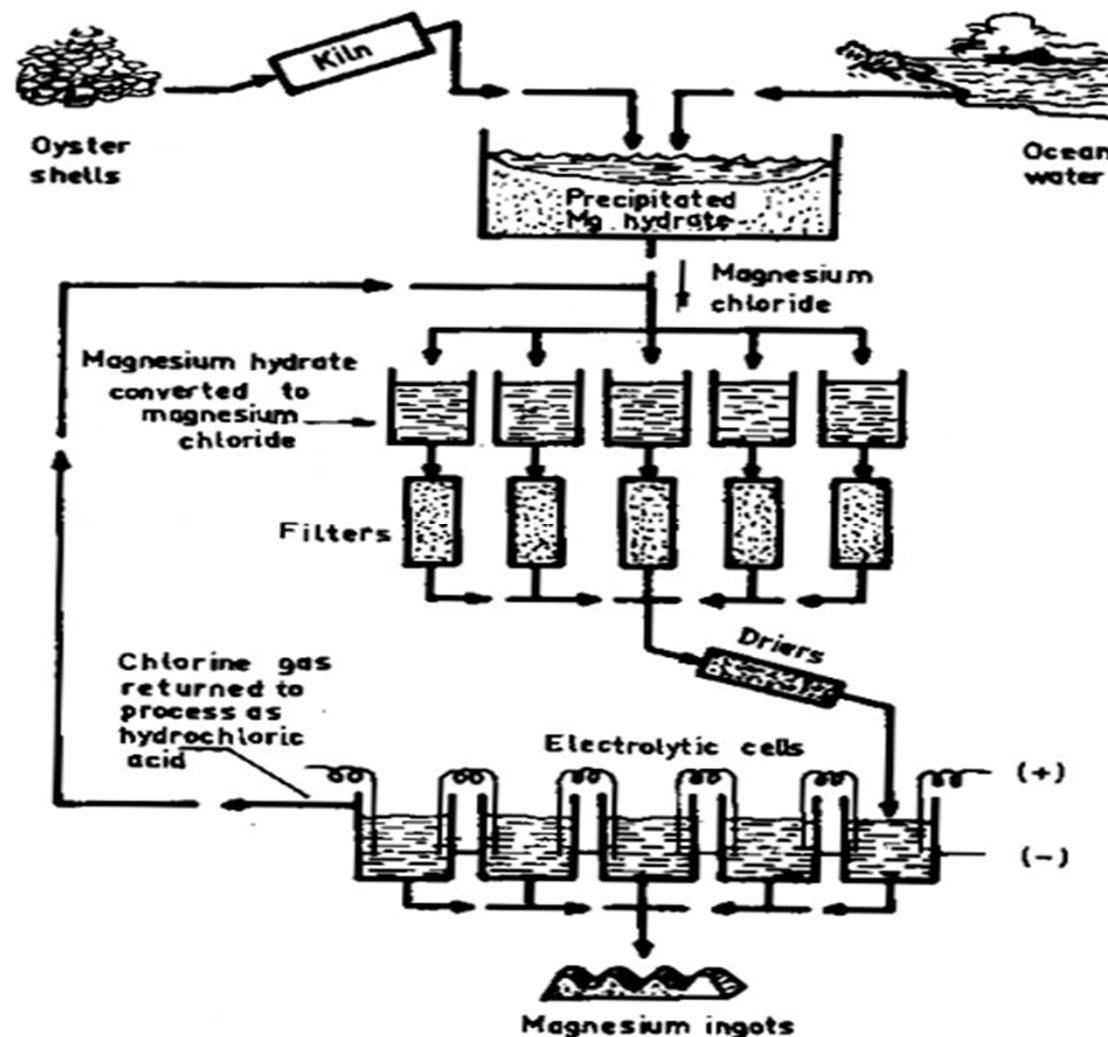 Kiln
Oyster
shells
Ocean
water
Precipitated
Mg hydrate
Magnesium
chloride
Magnesium hydrate
converted to
magnesium
chloride
Filters
Driers
Chlorine gas
returned to
process as
hydrochloric
acid
Electrolytic cells
(+)
(-)
Magnesium ingots